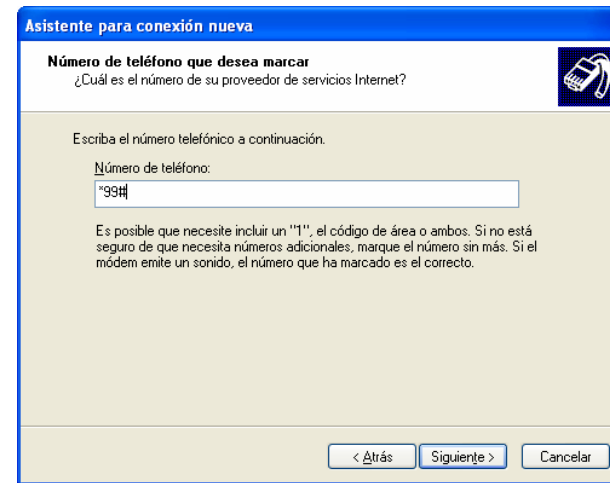 Asistente para conexión nueva
Número de teléfono que desea marcar
¿Cuál es el número de su proveedor de servicios Internet?
Escriba el número telefónico a continuación.
Número de teléfono:
*99#
Es posible que necesite incluir un "1", el código de área o ambos. Si no está
seguro de que necesita números adicionales, marque el número sin más. Si el
módem emite un sonido, el número que ha marcado es el correcto.
< Atrás Siguiente > Cancelar